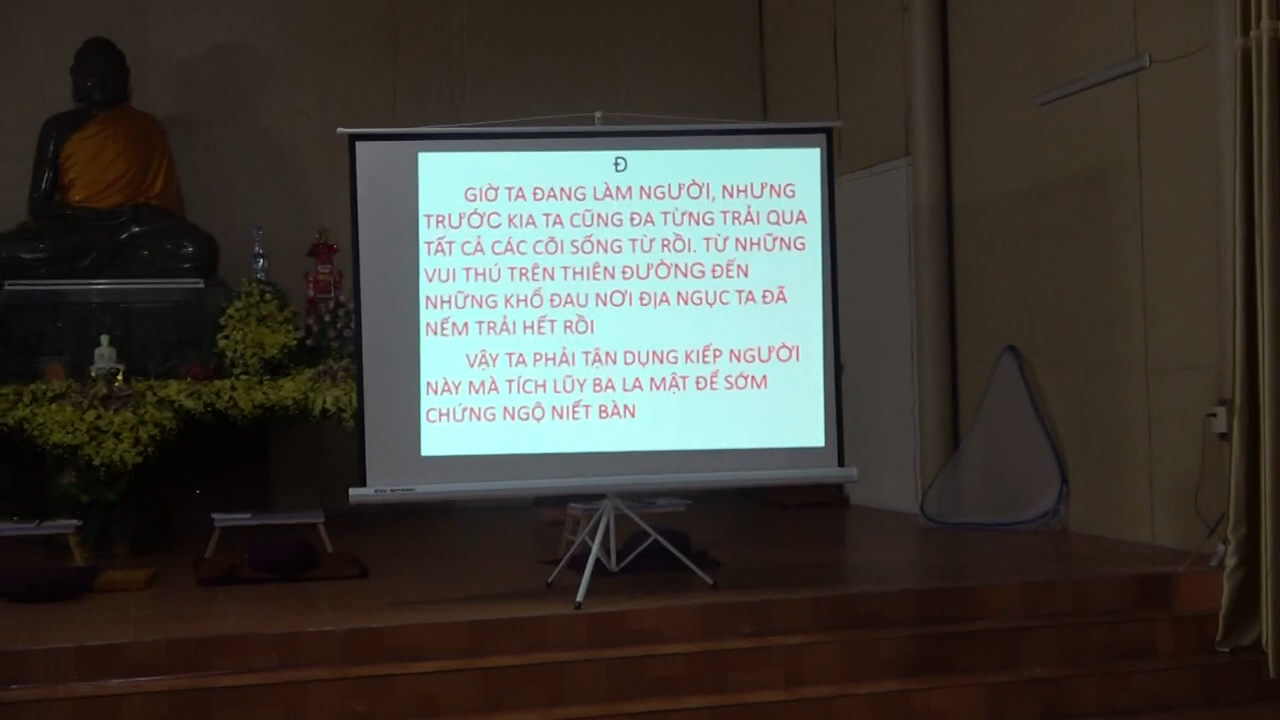 Đ
GIỜ TA ĐANG LÀM NGƯỜI, NHƯNG
TRƯỚC KIA TA CŨNG ĐA TỪNG TRẢI QUA
TẤT CẢ CÁC CÕI SỐNG TỪ RỒI. TỪ NHỮNG
VUI THÚ TRÊN THIÊN ĐƯỜNG ĐẾN
NHỮNG KHỔ ĐAU NƠI ĐỊA NGỤC TA ĐÃ
NẾM TRẢI HẾT RỒI
VẬY TA PHẢI TẬN DỤNG KIẾP NGƯỜI
NÀY MÀ TÍCH LŨY BA LA MẬT ĐỂ SỚM
CHỨNG NGỘ NIẾT BÀN